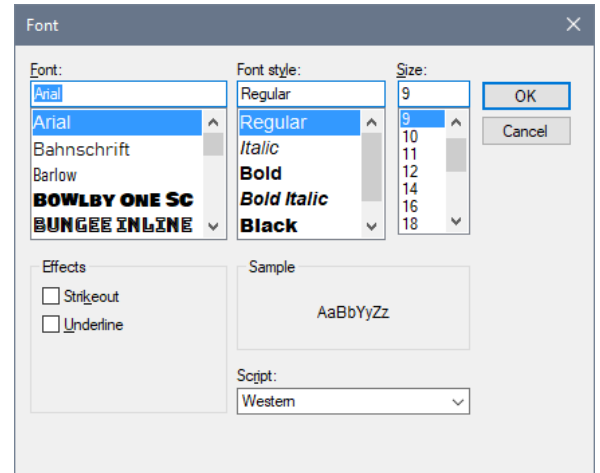 Font
Font: Font style: Size:
Arial Regular 9 OK
Arial Regular 9 Cancel
Bahnschrift Italic 10
Barlow Bold 11
BOWLBY ONE SC Bold Italic 12
BUNGEE INLINE Black 14
16
18
Effects Sample
Strikeout AaBbYyZz
Underline
Script:
Western